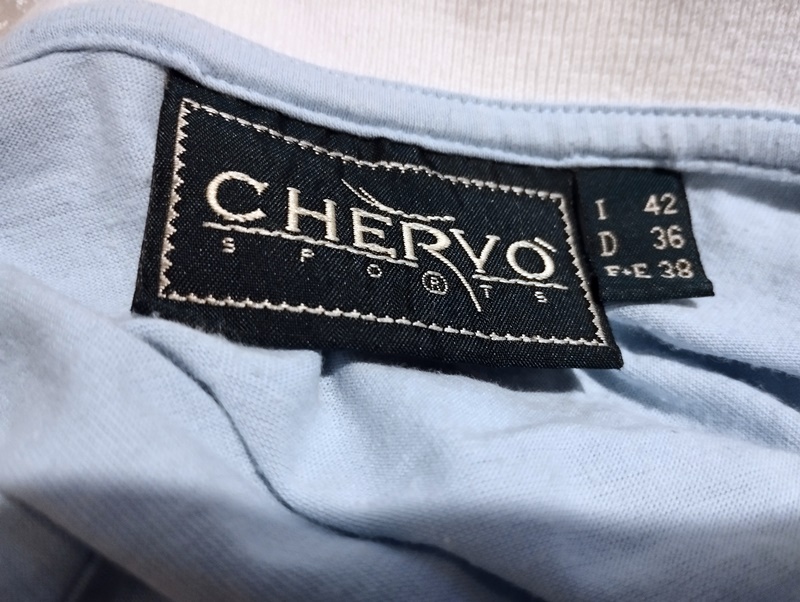 CHERVÒ
SPORTS
®
I 42
D 36
F+E 38